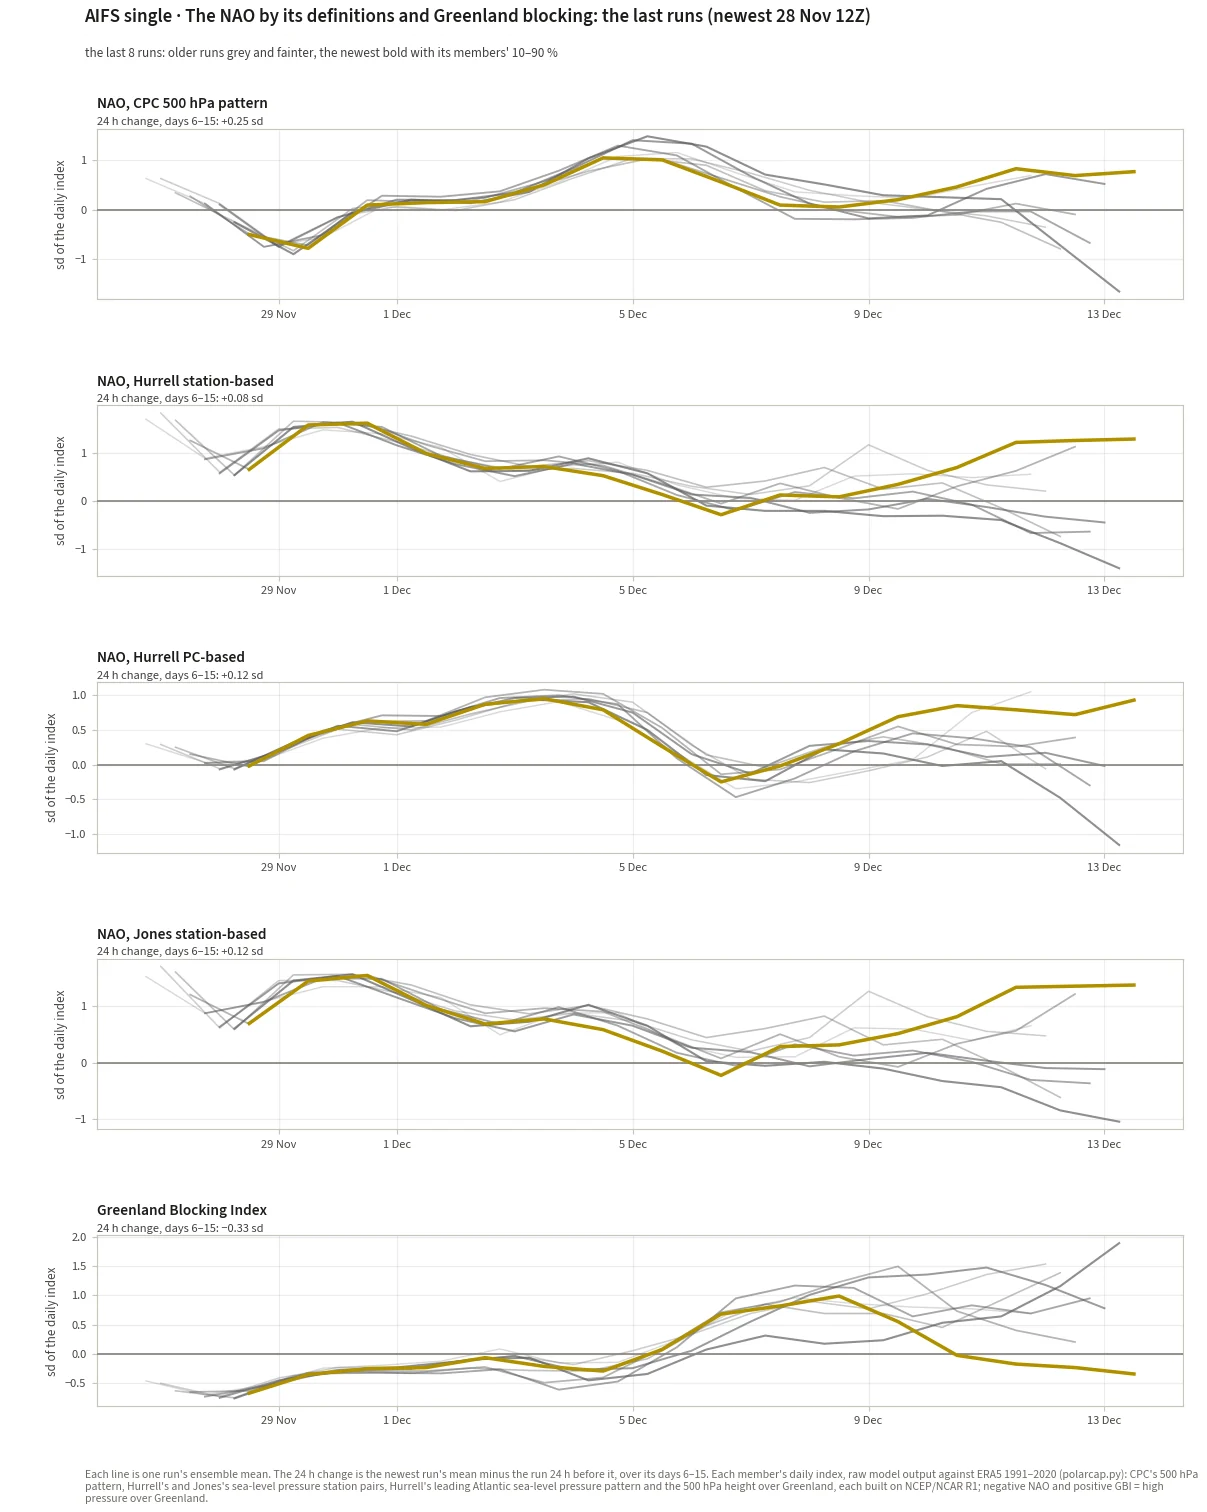 AIFS single · The NAO by its definitions and Greenland blocking: the last runs (newest 28 Nov 12Z)
the last 8 runs: older runs grey and fainter, the newest bold with its members' 10–90 %
NAO, CPC 500 hPa pattern
24 h change, days 6–15: +0.25 sd
sd of the daily index
1
0
−1
29 Nov
1 Dec
5 Dec
9 Dec
13 Dec
NAO, Hurrell station-based
24 h change, days 6–15: +0.08 sd
sd of the daily index
1
0
−1
29 Nov
1 Dec
5 Dec
9 Dec
13 Dec
NAO, Hurrell PC-based
24 h change, days 6–15: +0.12 sd
sd of the daily index
1.0
0.5
0.0
−0.5
−1.0
29 Nov
1 Dec
5 Dec
9 Dec
13 Dec
NAO, Jones station-based
24 h change, days 6–15: +0.12 sd
sd of the daily index
1
0
−1
29 Nov
1 Dec
5 Dec
9 Dec
13 Dec
Greenland Blocking Index
24 h change, days 6–15: −0.33 sd
sd of the daily index
2.0
1.5
1.0
0.5
0.0
−0.5
29 Nov
1 Dec
5 Dec
9 Dec
13 Dec
Each line is one run's ensemble mean. The 24 h change is the newest run's mean minus the run 24 h before it, over its days 6–15. Each member's daily index, raw model output against ERA5 1991–2020 (polarcap.py): CPC's 500 hPa
pattern, Hurrell's and Jones's sea-level pressure station pairs, Hurrell's leading Atlantic sea-level pressure pattern and the 500 hPa height over Greenland, each built on NCEP/NCAR R1; negative NAO and positive GBI = high
pressure over Greenland.